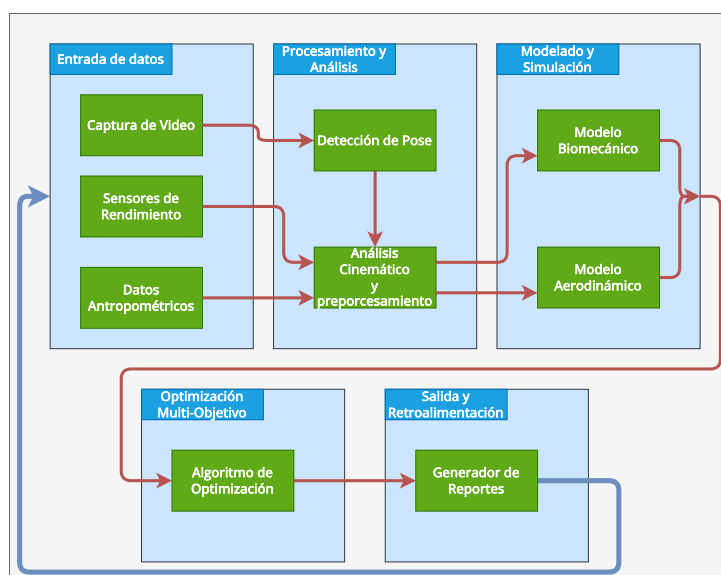 Entrada de datos
Captura de Video
Sensores de
Rendimiento
Datos
Antropométricos
Procesamiento y
Análisis
Detección de Pose
Análisis
Cinemático
y
preporcesamiento
Modelado y
Simulación
Modelo
Biomecánico
Modelo
Aerodinámico
Optimización
Multi-Objetivo
Algoritmo de
Optimización
Salida y
Retroalimentación
Generador de
Reportes